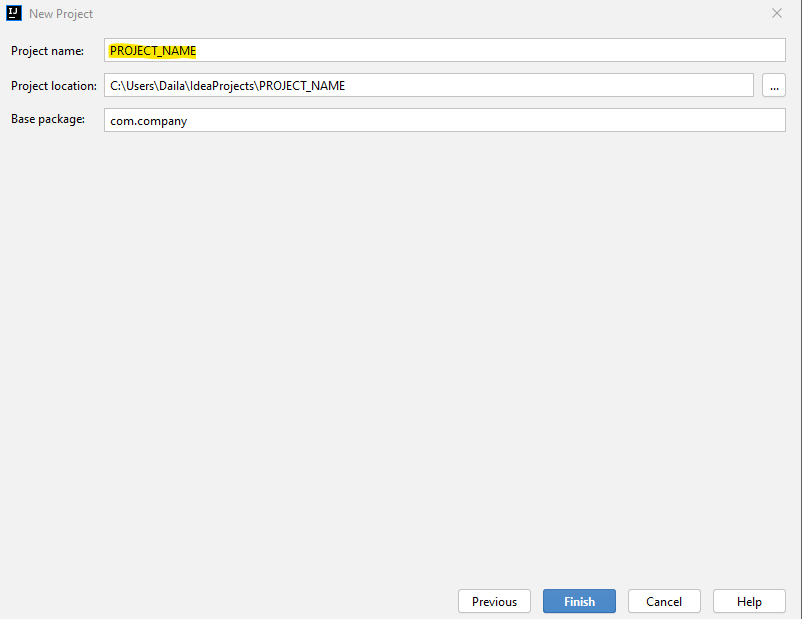 IJ New Project
Project name: PROJECT_NAME
Project location: C:\Users\Daila\IdeaProjects\PROJECT_NAME ...
Base package: com.company
Previous Finish Cancel Help